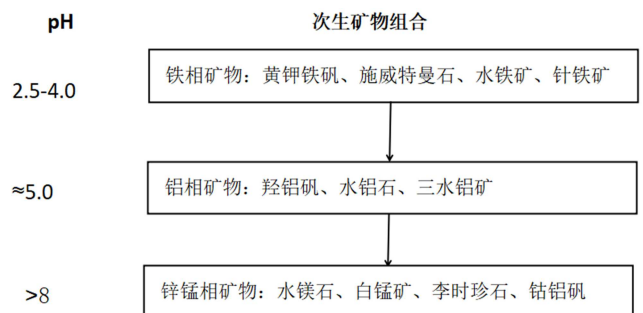 pH 次生矿物组合
2.5-4.0 铁相矿物：黄钾铁矾、施威特曼石、水铁矿、针铁矿
≈5.0 铝相矿物：羟铝矾、水铝石、三水铝矿
>8 锌锰相矿物：水镁石、白锰矿、李时珍石、钴铝矾